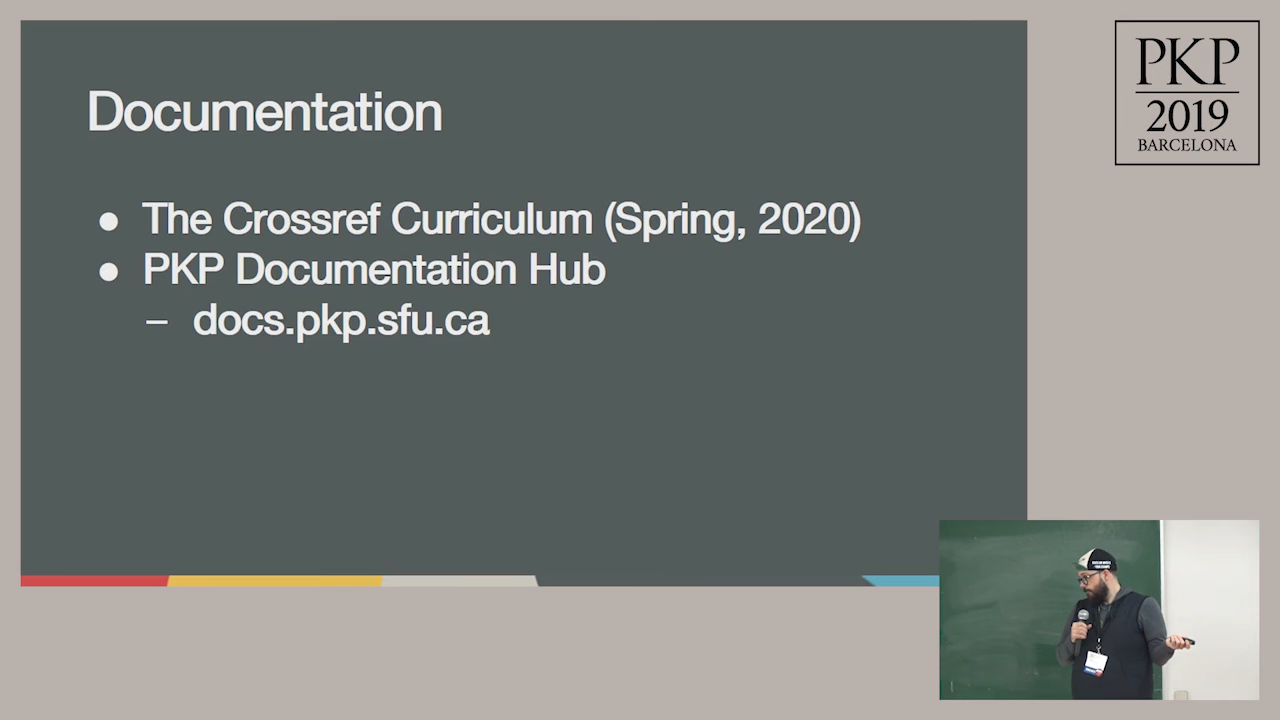 Documentation
● The Crossref Curriculum (Spring, 2020)
● PKP Documentation Hub
– docs.pkp.sfu.ca
PKP
2019
BARCELONA